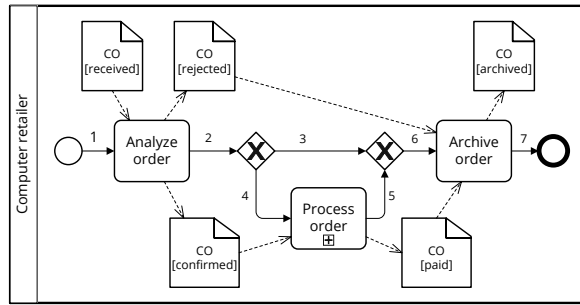 Computer retailer
CO
[received]
CO
[rejected]
CO
[archived]
1
Analyze
order
2
X
3
X
6
Archive
order
7
4
Process
order
5
CO
[confirmed]
CO
[paid]